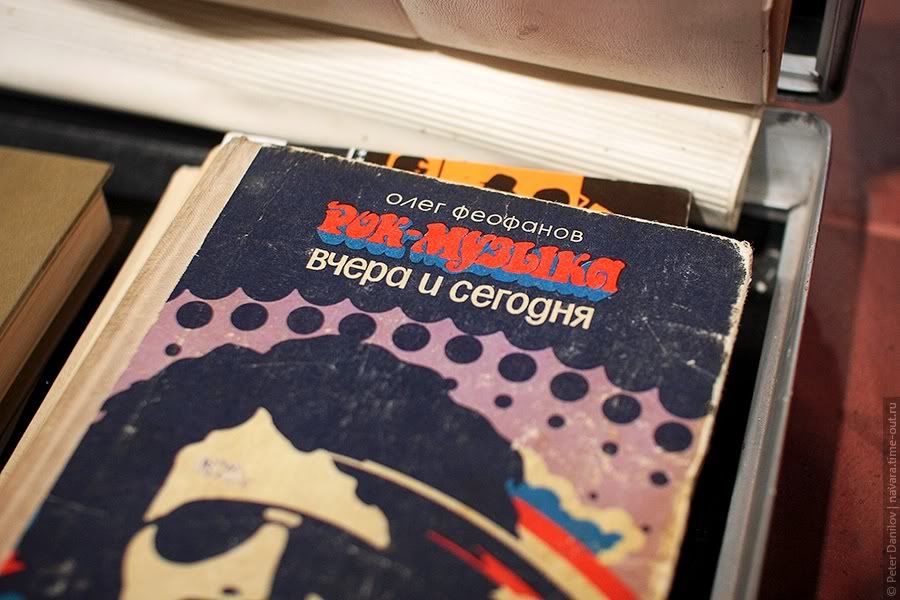 олег феофанов
Рок-музыка
вчера и сегодня
© Peter Danilov | navara.time-out.ru